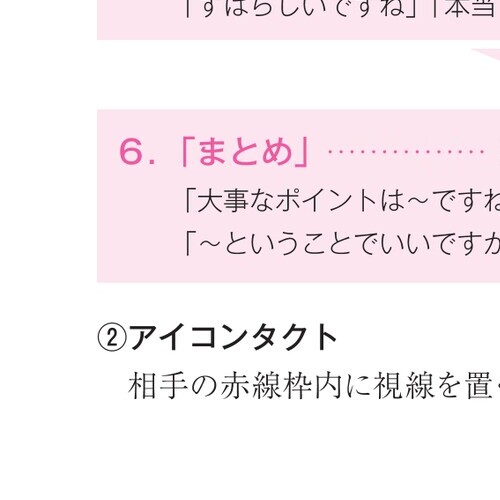 「すばらしいですね」「本当
６．「まとめ」……………
「大事なポイントは～ですね
「～ということでいいですか
②アイコンタクト
相手の赤線枠内に視線を置く